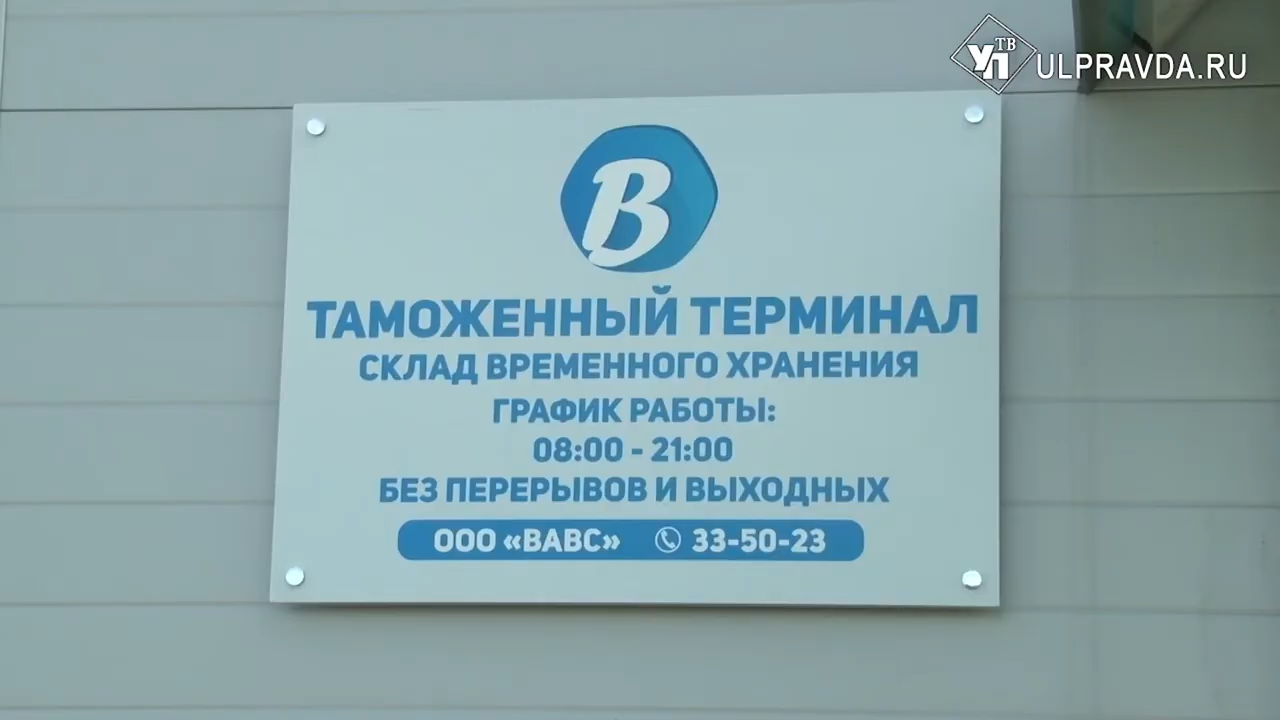 УП ТВ ULPRAVDA.RU
В
ТАМОЖЕННЫЙ ТЕРМИНАЛ
СКЛАД ВРЕМЕННОГО ХРАНЕНИЯ
ГРАФИК РАБОТЫ:
08:00 - 21:00
БЕЗ ПЕРЕРЫВОВ И ВЫХОДНЫХ
ООО «ВАВС» 33-50-23